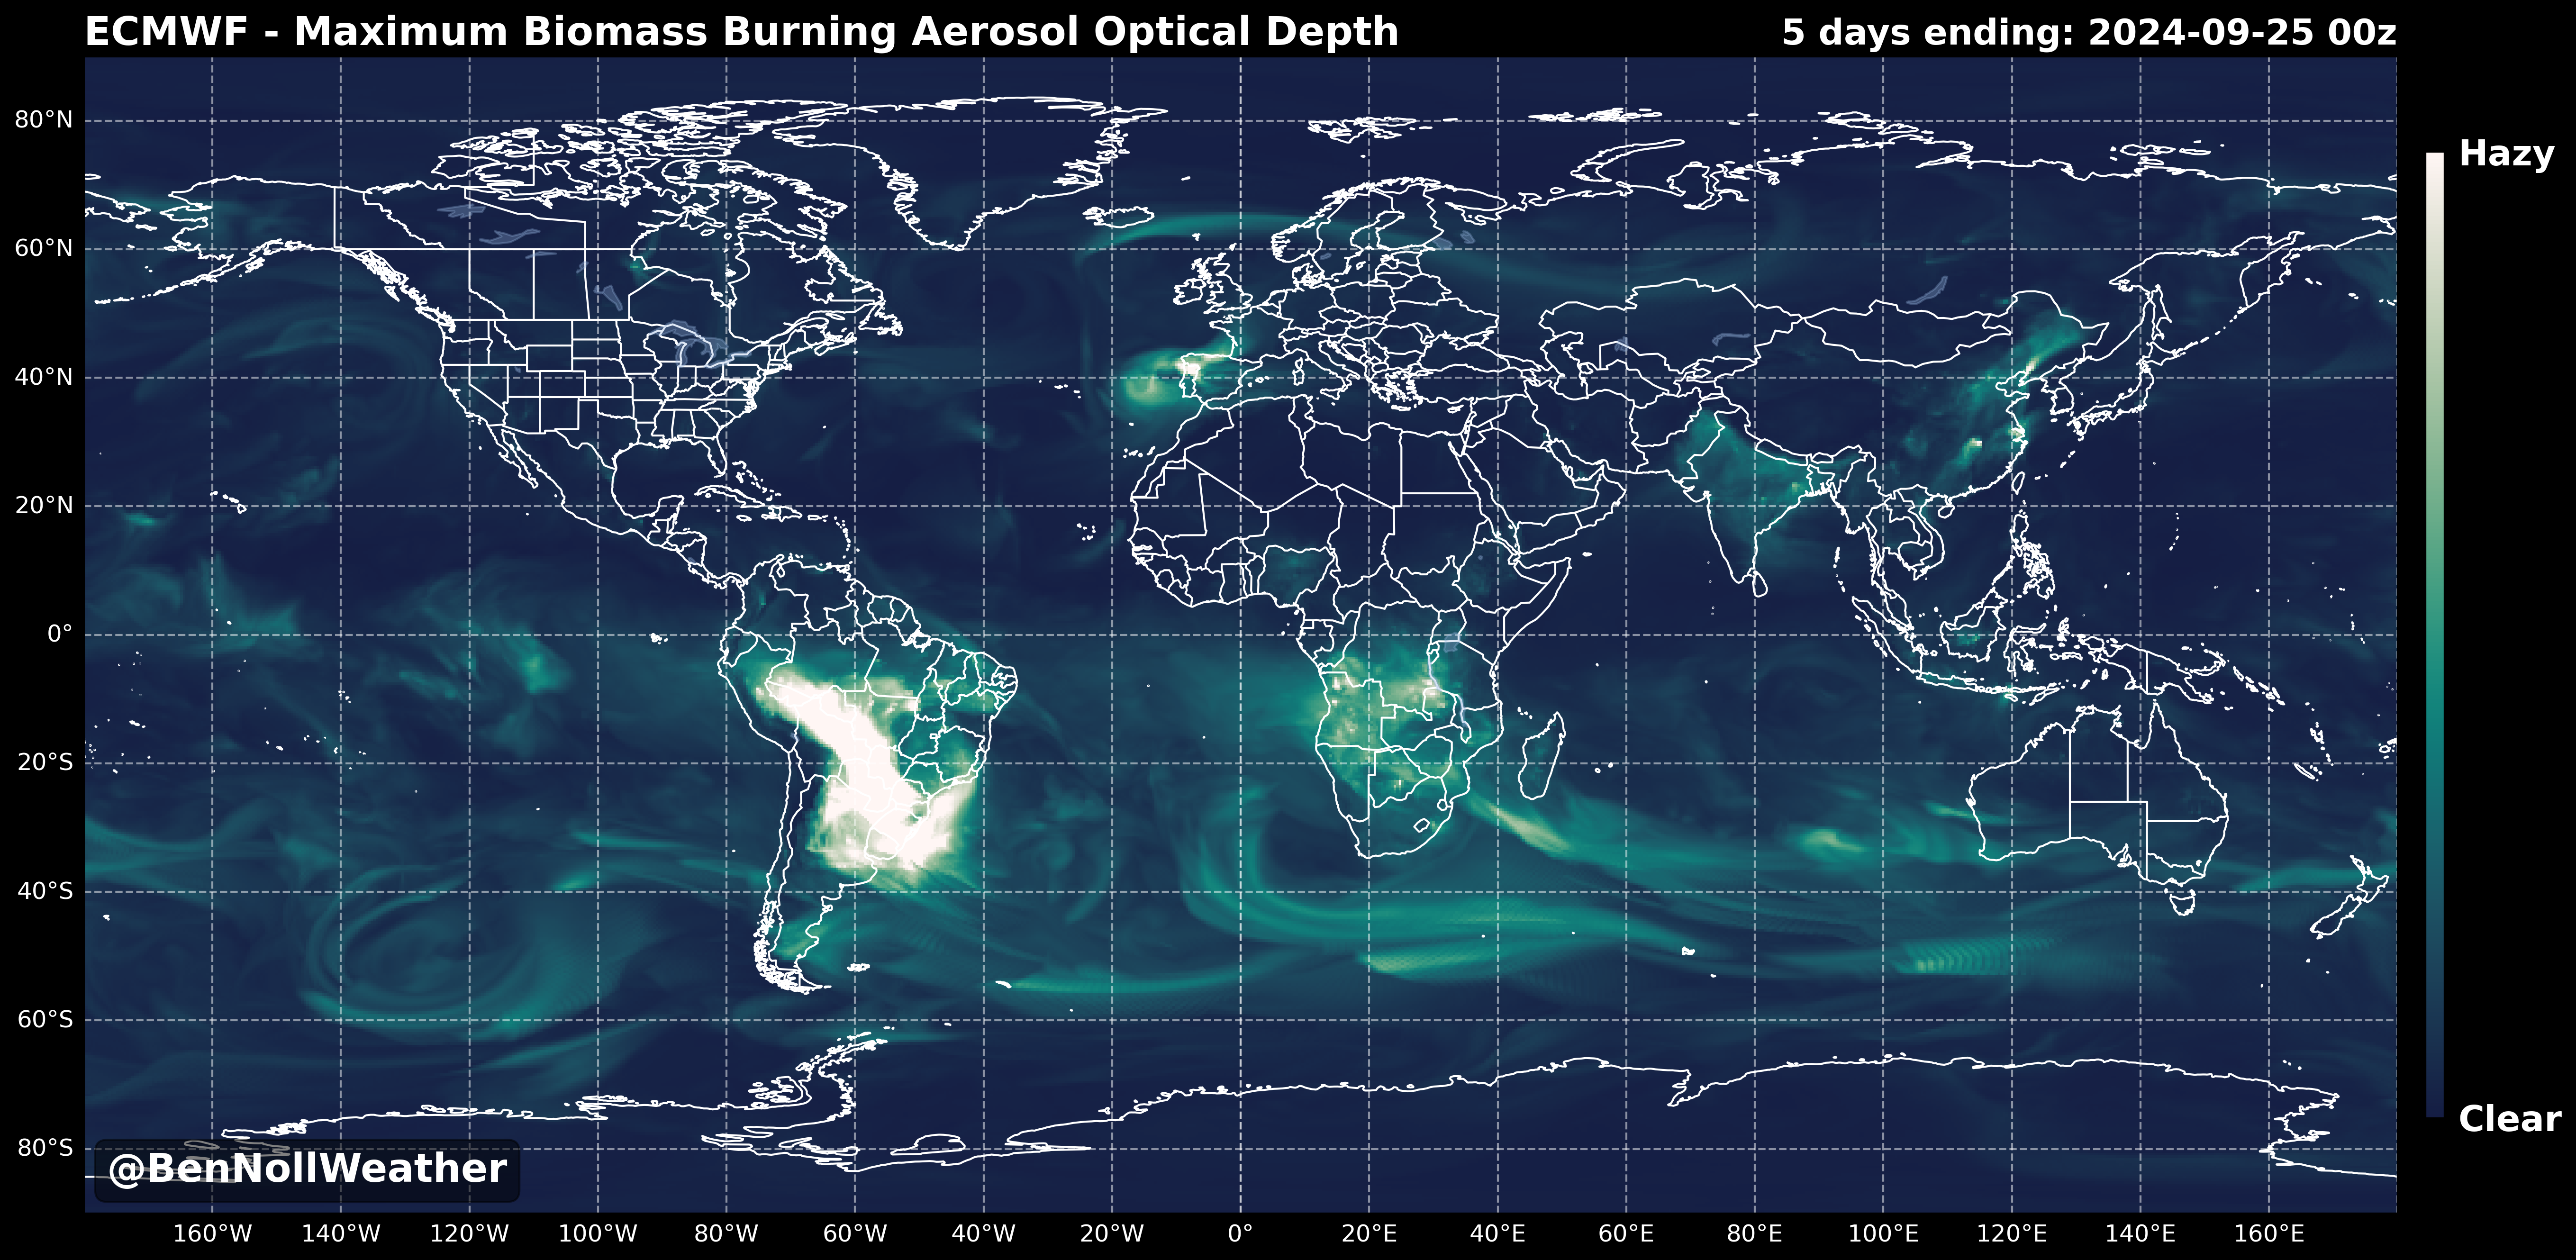 ECMWF - Maximum Biomass Burning Aerosol Optical Depth
5 days ending: 2024-09-25 00z
80°N
60°N
40°N
20°N
0°
20°S
40°S
60°S
80°S
Hazy
Clear
@BenNollWeather
160°W 140°W 120°W 100°W 80°W 60°W 40°W 20°W 0° 20°E 40°E 60°E 80°E 100°E 120°E 140°E 160°E